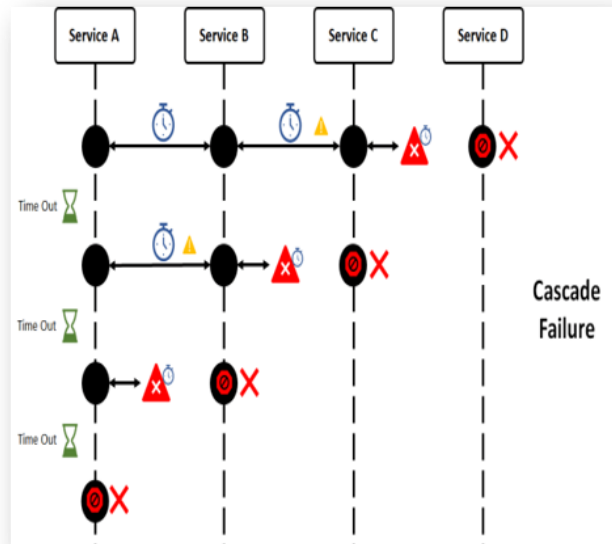 Service A
Service B
Service C
Service D
Time Out
Time Out
Cascade
Failure
Time Out